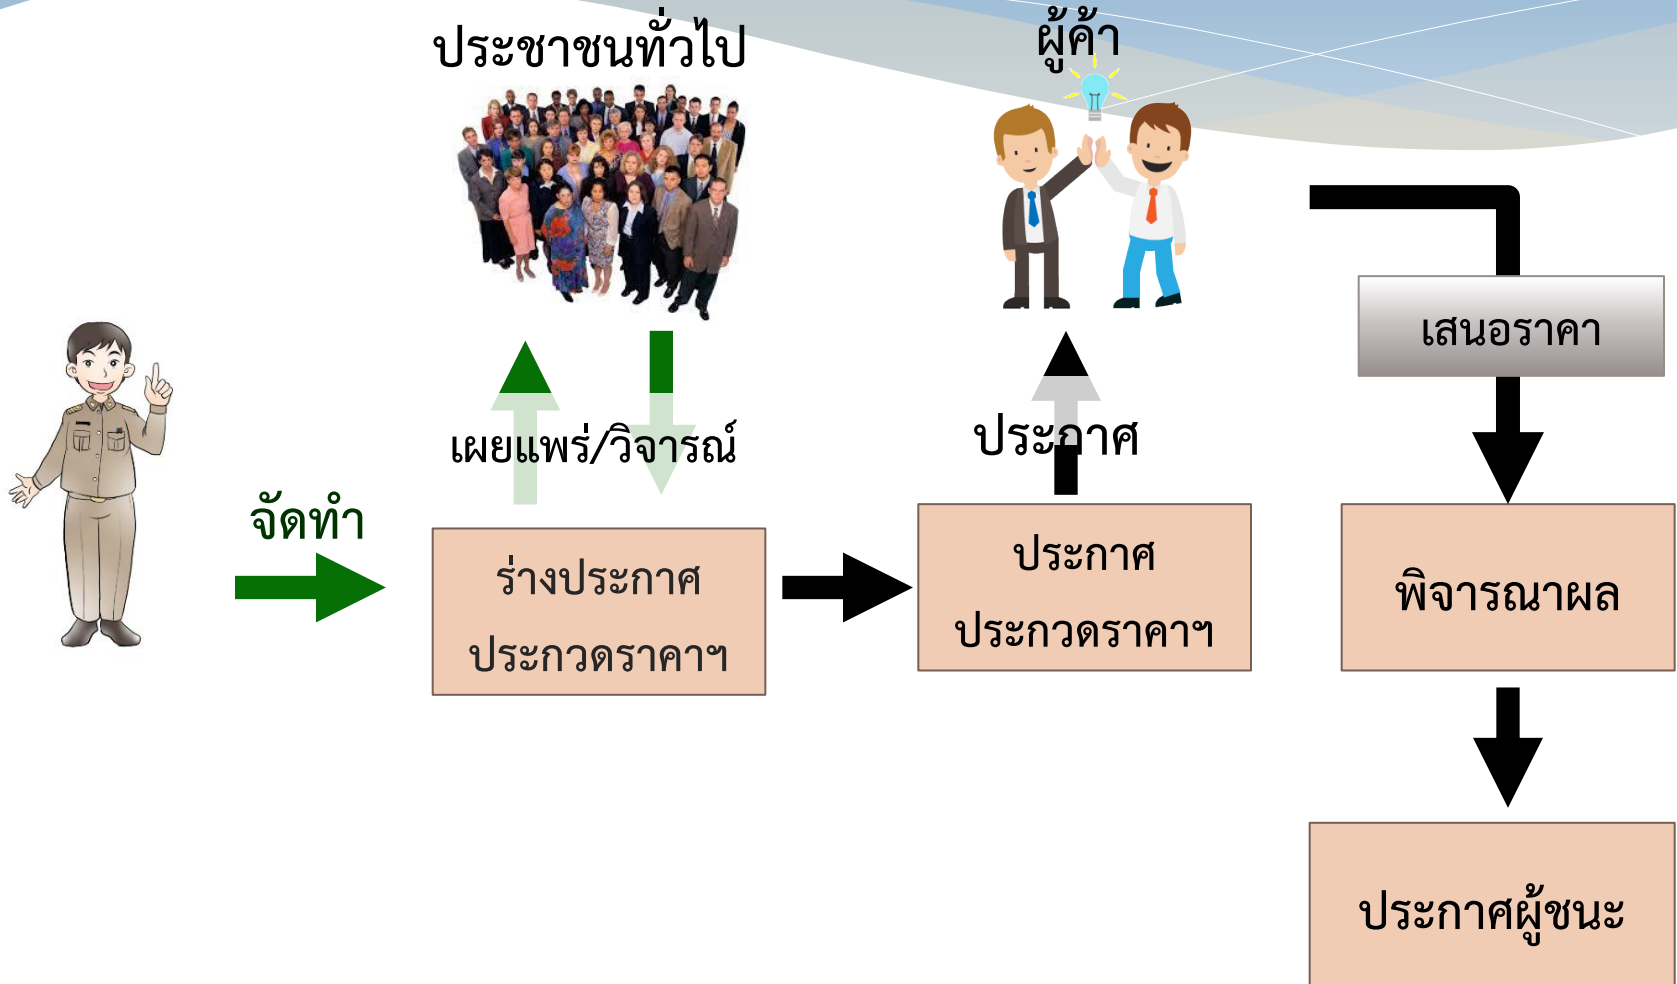 ประชาชนทั่วไป
ผู้ค้า
เสนอราคา
เผยแพร่/วิจารณ์
ประกาศ
จัดทำ
ร่างประกาศ
ประกวดราคาฯ
ประกาศ
ประกวดราคาฯ
พิจารณาผล
ประกาศผู้ชนะ